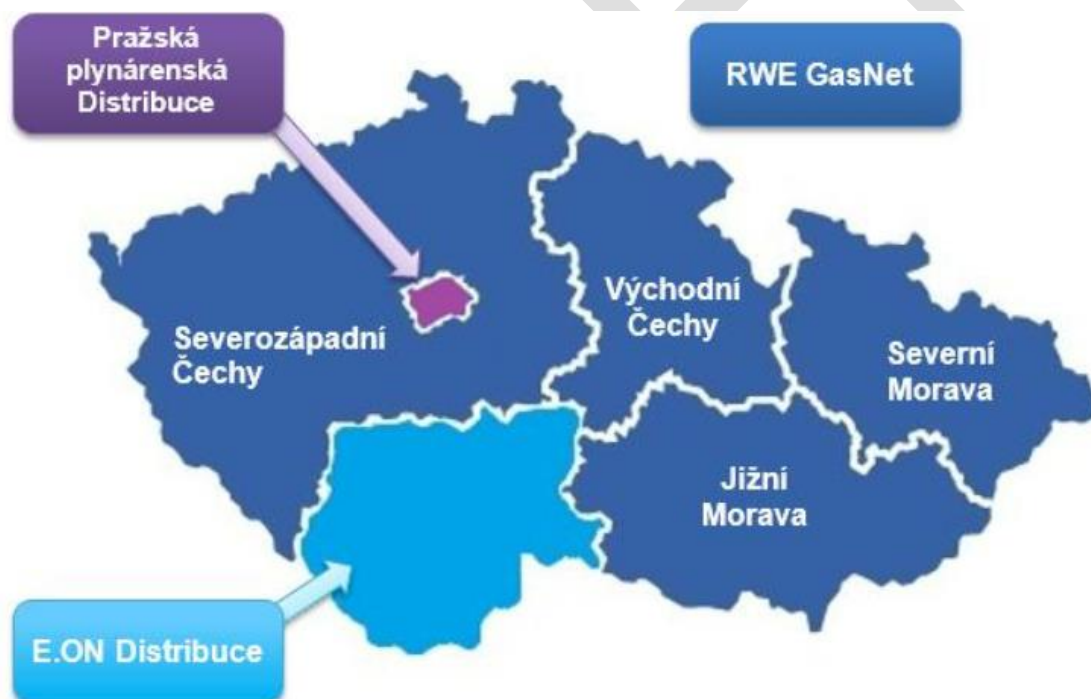 Pražská
plynárenská
Distribuce
RWE GasNet
Východní
Čechy
Severozápadní
Čechy
Severní
Morava
Jižní
Morava
E.ON Distribuce